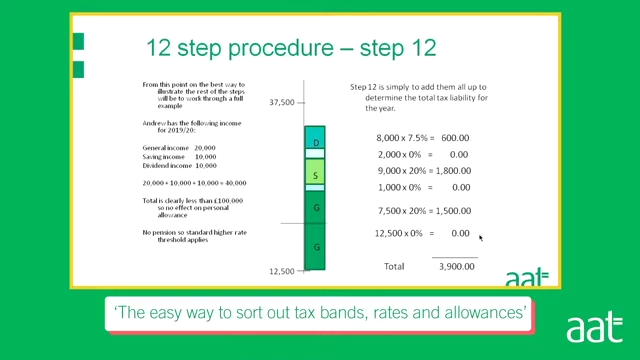 12 step procedure – step 12
From this point on the best way to
illustrate the rest of the steps
will be to work through a full
example
Andrew has the following income
for 2019/20:
General income 20,000
Saving income 10,000
Dividend income 10,000
20,000 + 10,000 + 10,000 = 40,000
Total is clearly less than £100,000
so no effect on personal
allowance
No pension so standard higher rate
threshold applies
37,500
D
S
G
G
12,500
Step 12 is simply to add them all up to
determine the total tax liability for
the year.
8,000 x 7.5% = 600.00
2,000 x 0% = 0.00
9,000 x 20% = 1,800.00
1,000 x 0% = 0.00
7,500 x 20% = 1,500.00
12,500 x 0% = 0.00
Total 3,900.00
aat
'The easy way to sort out tax bands, rates and allowances'
aat